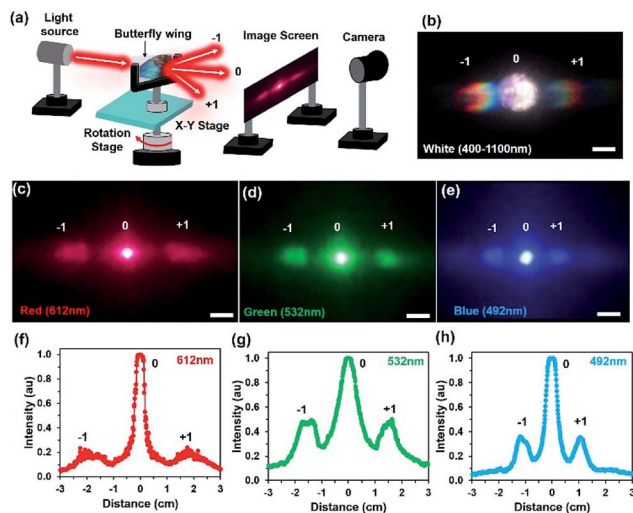 (a)
Light
source
Butterfly wing
-1
0
+1
X-Y Stage
Rotation
Stage
Image Screen
Camera
(b)
-1
0
+1
White (400-1100nm)
(c)
-1
0
+1
Red (612nm)
(d)
-1
0
+1
Green (532nm)
(e)
-1
0
+1
Blue (492nm)
(f)
612nm
0
-1
+1
Intensity (au)
1.0
0.8
0.6
0.4
0.2
0.0
-3 -2 -1 0 1 2 3
Distance (cm)
(g)
532nm
0
-1
+1
Intensity (au)
1.0
0.8
0.6
0.4
0.2
0.0
-3 -2 -1 0 1 2 3
Distance (cm)
(h)
492nm
0
-1
+1
Intensity (au)
1.0
0.8
0.6
0.4
0.2
0.0
-3 -2 -1 0 1 2 3
Distance (cm)